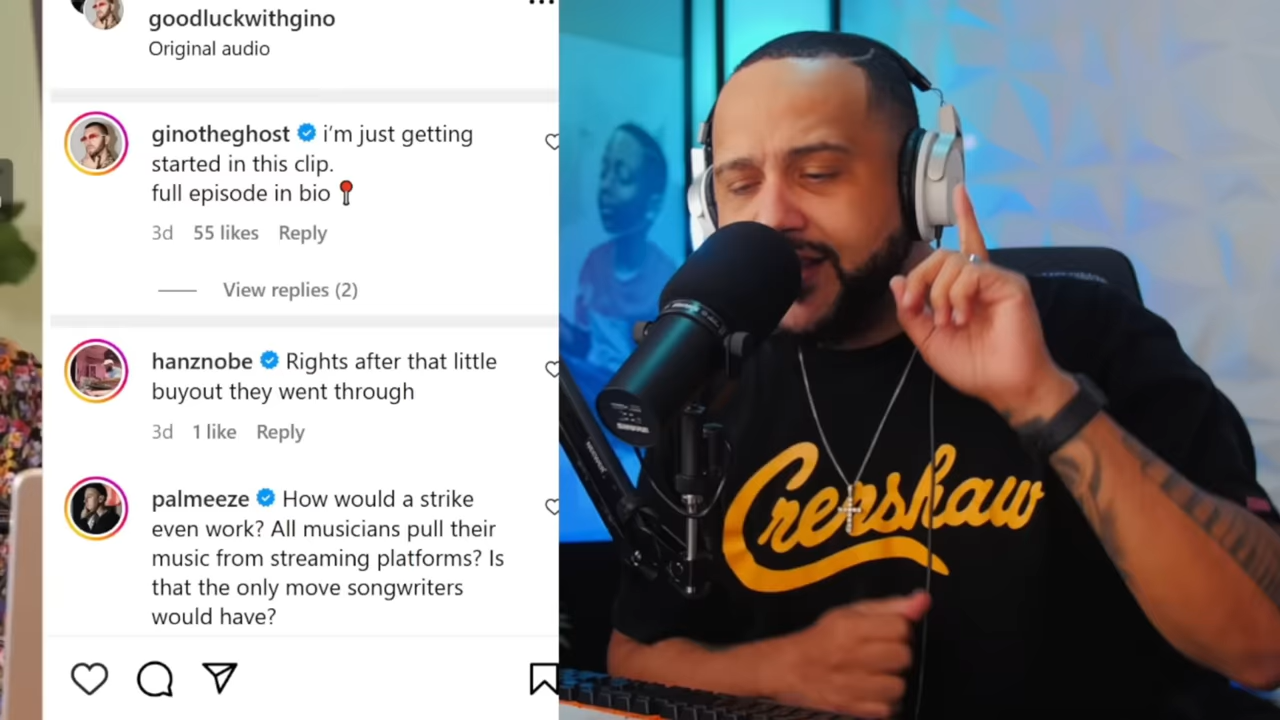 goodluckwithgino
Original audio
ginotheghost i'm just getting
started in this clip.
full episode in bio
3d 55 likes Reply
View replies (2)
hanznobe Rights after that little
buyout they went through
3d 1 like Reply
palmeeze How would a strike
even work? All musicians pull their
music from streaming platforms? Is
that the only move songwriters
would have?
Crenshaw
SHURE